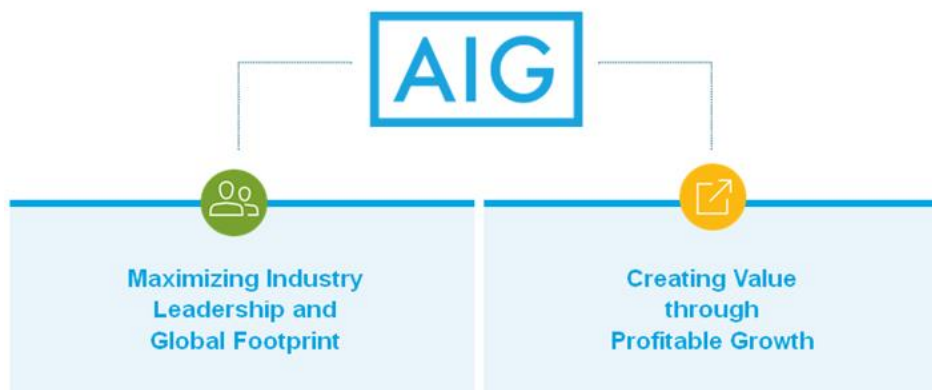 AIG
Maximizing Industry
Leadership and
Global Footprint
Creating Value
through
Profitable Growth